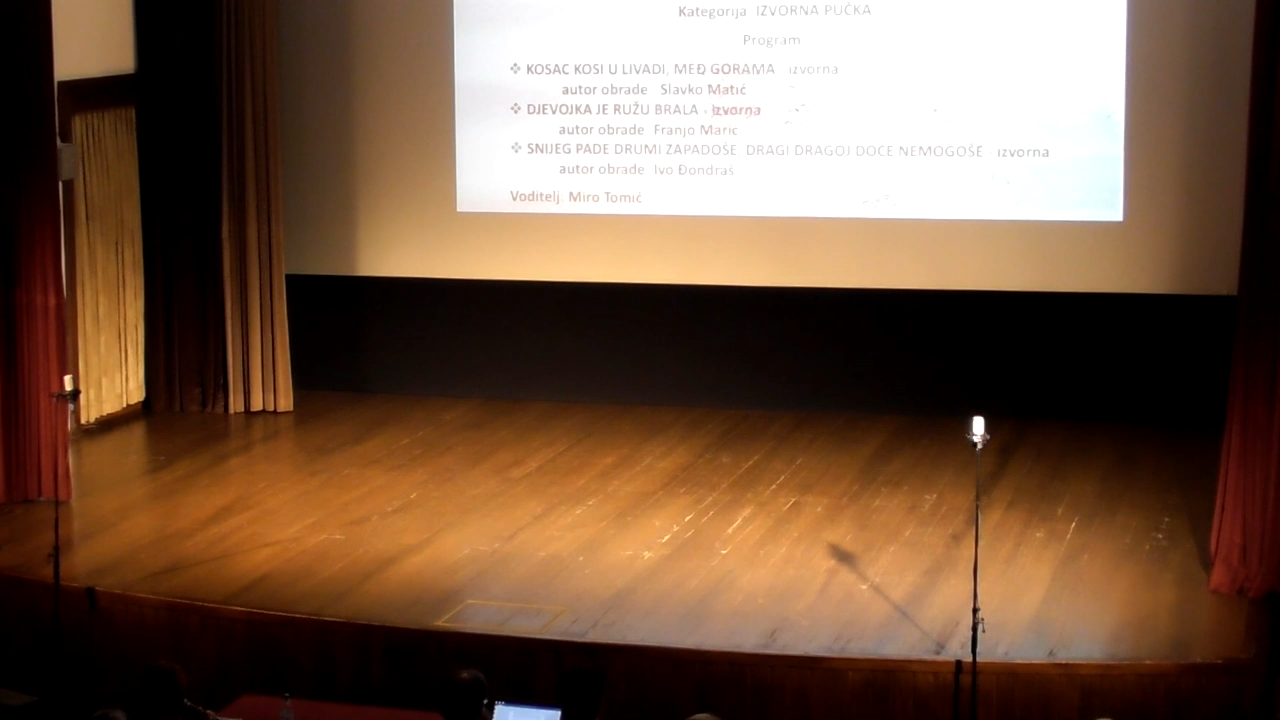 Kategorija IZVORNA PUČKA
Program
❖ KOSAC KOSI U LIVADI, MEĐ GORAMA izvorna
autor obrade Slavko Matić
❖ DJEVOJKA JE RUŽU BRALA - Izvorna
autor obrade Franjo Marić
❖ SNIJEG PADE DRUMI ZAPADOŠE DRAGI DRAGOJ DOĆE NEMOGOŠE izvorna
autor obrade Ivo Đondraš
Voditelj: Miro Tomić